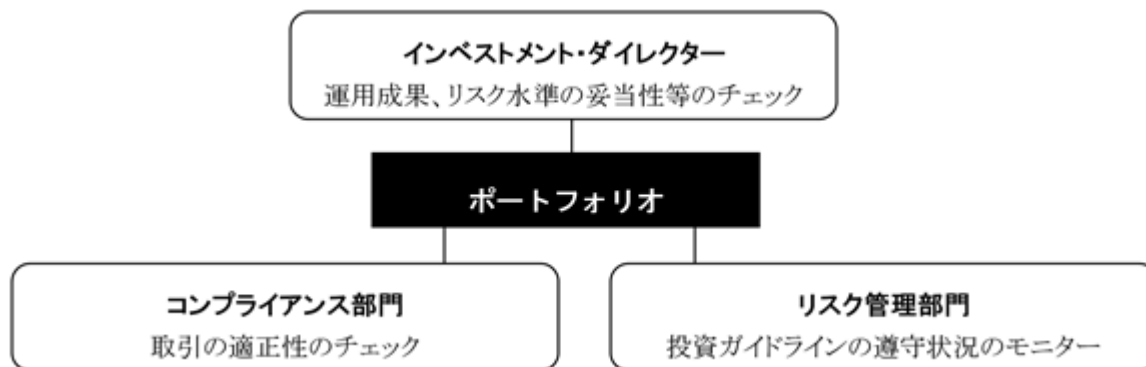 インベストメント・ダイレクター
運用成果、リスク水準の妥当性等のチェック
ポートフォリオ
コンプライアンス部門
取引の適正性のチェック
リスク管理部門
投資ガイドラインの遵守状況のモニター